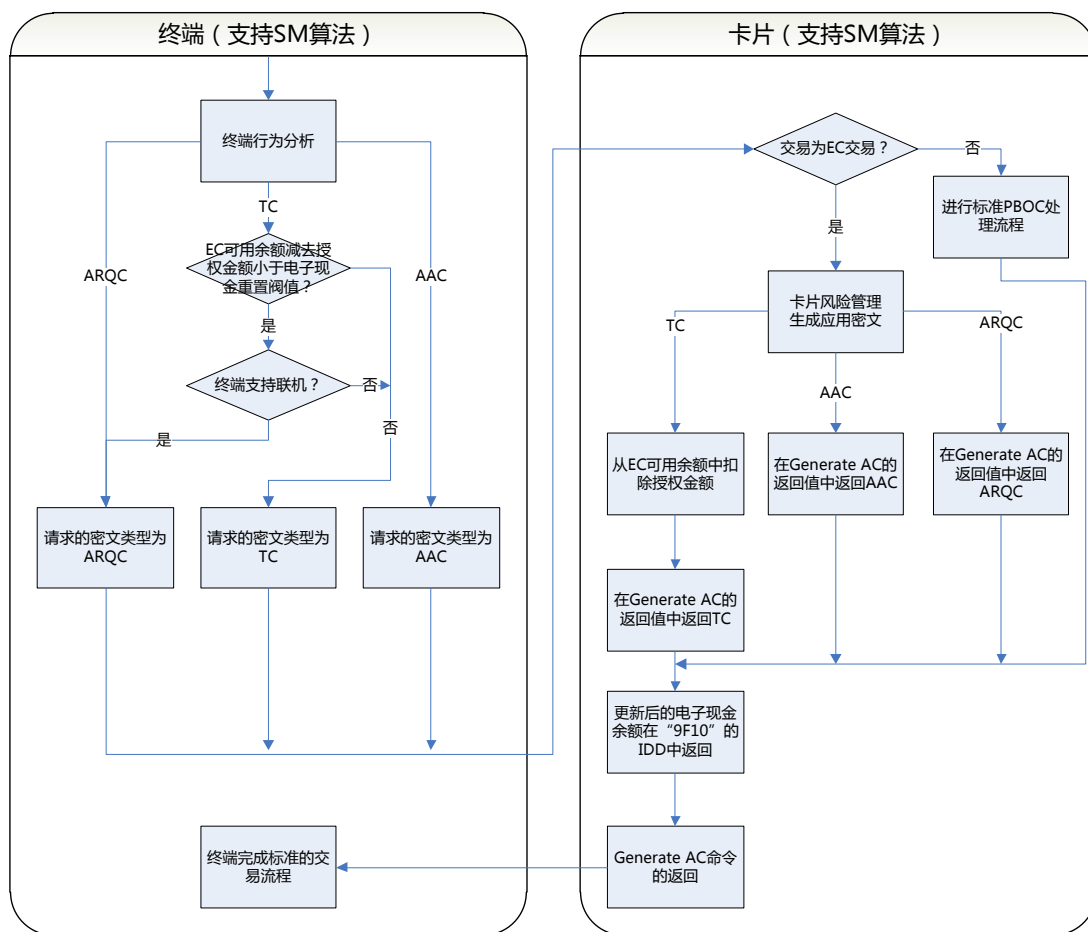 终端（支持SM算法）
终端行为分析
TC
EC可用余额减去授
权金额小于电子现
金重置阀值？
ARQC
AAC
是
终端支持联机？
否
否
是
请求的密文类型为
ARQC
请求的密文类型为
TC
请求的密文类型为
AAC
终端完成标准的交
易流程
卡片（支持SM算法）
交易为EC交易？
否
进行标准PBOC处
理流程
是
卡片风险管理
生成应用密文
TC
ARQC
AAC
从EC可用余额中扣
除授权金额
在Generate AC的
返回值中返回AAC
在Generate AC的
返回值中返回
ARQC
在Generate AC的
返回值中返回TC
更新后的电子现金
余额在“9F10”的
IDD中返回
Generate AC命令
的返回